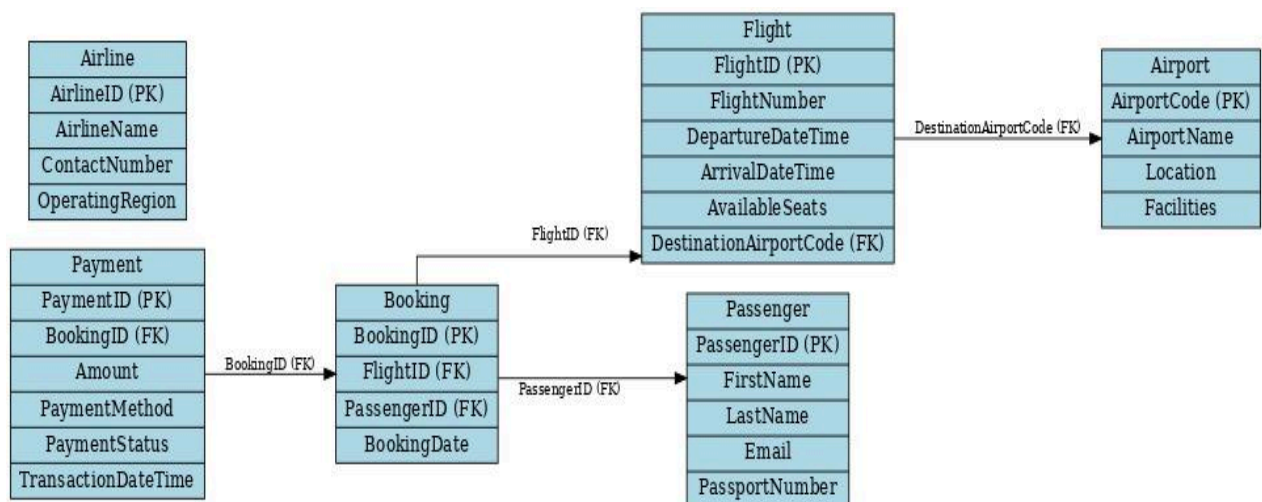 Airline
AirlineID (PK)
AirlineName
ContactNumber
OperatingRegion
Payment
PaymentID (PK)
BookingID (FK)
Amount
PaymentMethod
PaymentStatus
TransactionDateTime
BookingID (FK)
Booking
BookingID (PK)
FlightID (FK)
PassengerID (FK)
BookingDate
FlightID (FK)
PassengerID (FK)
Flight
FlightID (PK)
FlightNumber
DepartureDateTime
ArrivalDateTime
AvailableSeats
DestinationAirportCode (FK)
Passenger
PassengerID (PK)
FirstName
LastName
Email
PassportNumber
DestinationAirportCode (FK)
Airport
AirportCode (PK)
AirportName
Location
Facilities